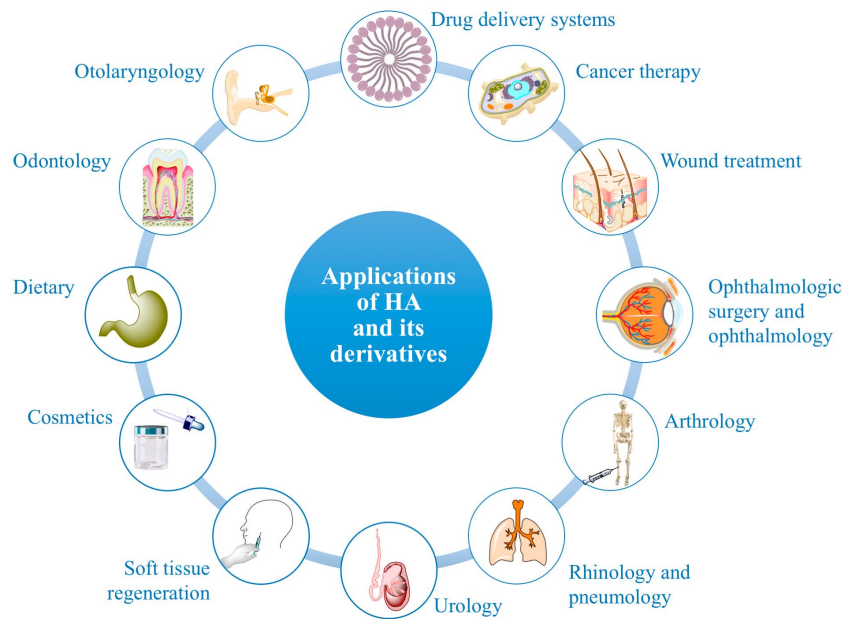 Drug delivery systems
Cancer therapy
Wound treatment
Ophthalmologic
surgery and
ophthalmology
Arthrology
Rhinology and
pneumology
Urology
Soft tissue
regeneration
Cosmetics
Dietary
Odontology
Otolaryngology
Applications
of HA
and its
derivatives